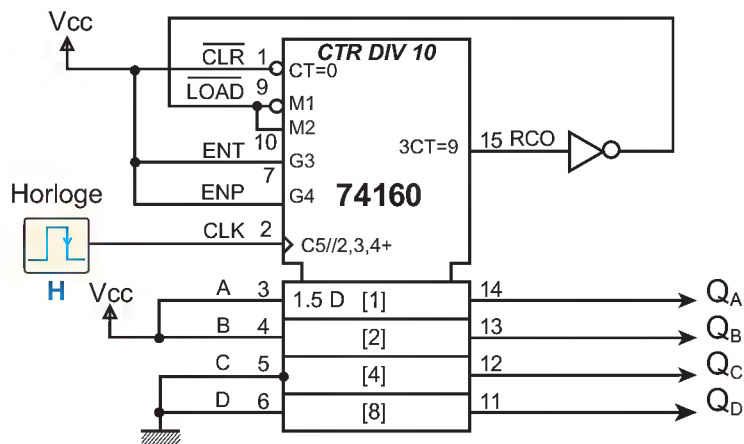 Vcc
CLR 1
CTR DIV 10
CT=0
LOAD 9
M1
M2
10
ENT
G3
3CT=9
15 RCO
7
ENP
G4
74160
Horloge
CLK 2
C5//2,3,4+
H
Vcc
A 3
1.5 D [1]
14
QA
B 4
[2]
13
QB
C 5
[4]
12
QC
D 6
[8]
11
QD